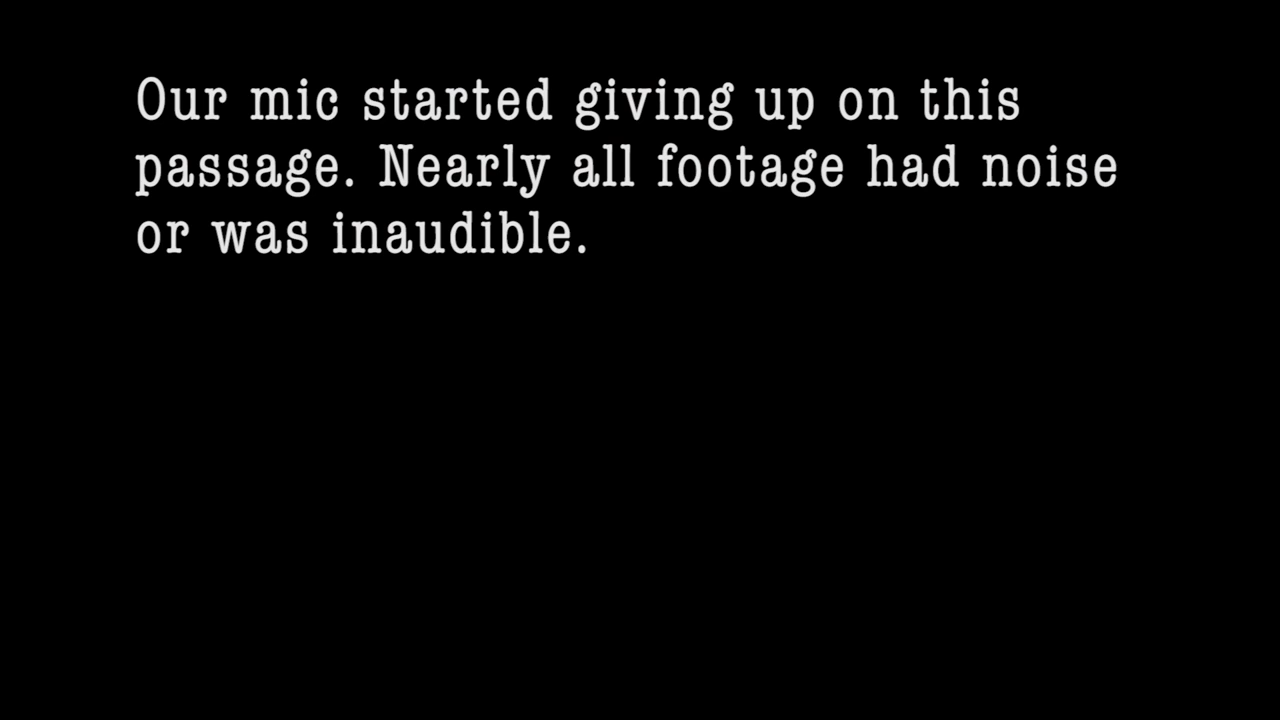 Our mic started giving up on this
passage. Nearly all footage had noise
or was inaudible.